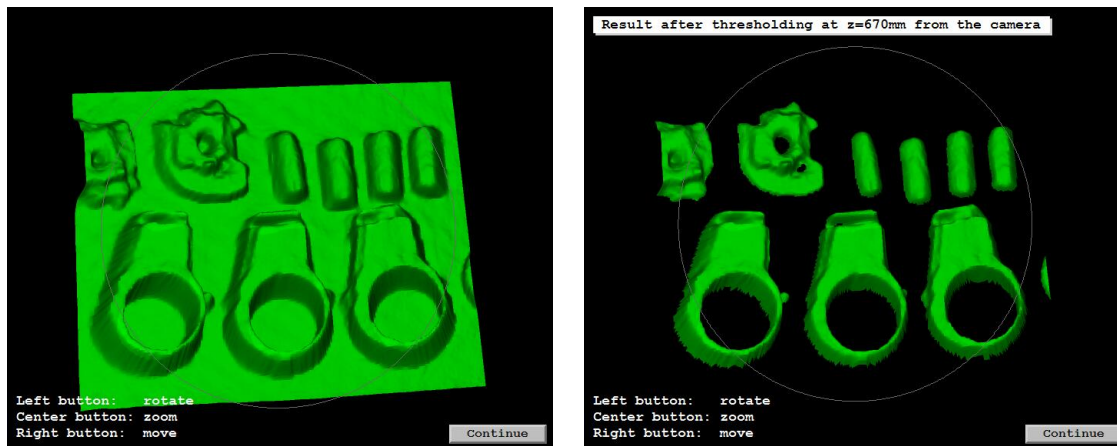 Left button:   rotate
Center button: zoom
Right button:  move
Continue
Result after thresholding at z=670mm from the camera
Left button:   rotate
Center button: zoom
Right button:  move
Continue